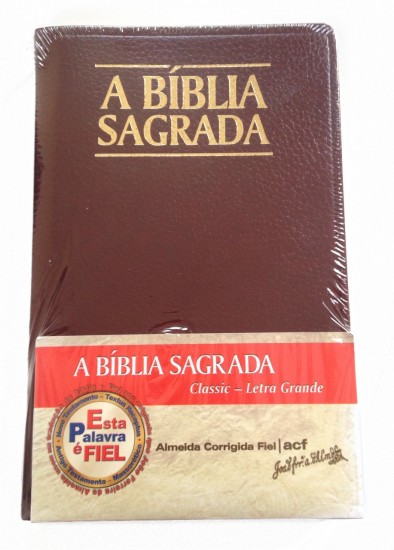 A BÍBLIA
SAGRADA
A BÍBLIA SAGRADA
Classic – Letra Grande
Esta
Palavra
é FIEL
Almeida Corrigida Fiel | acf